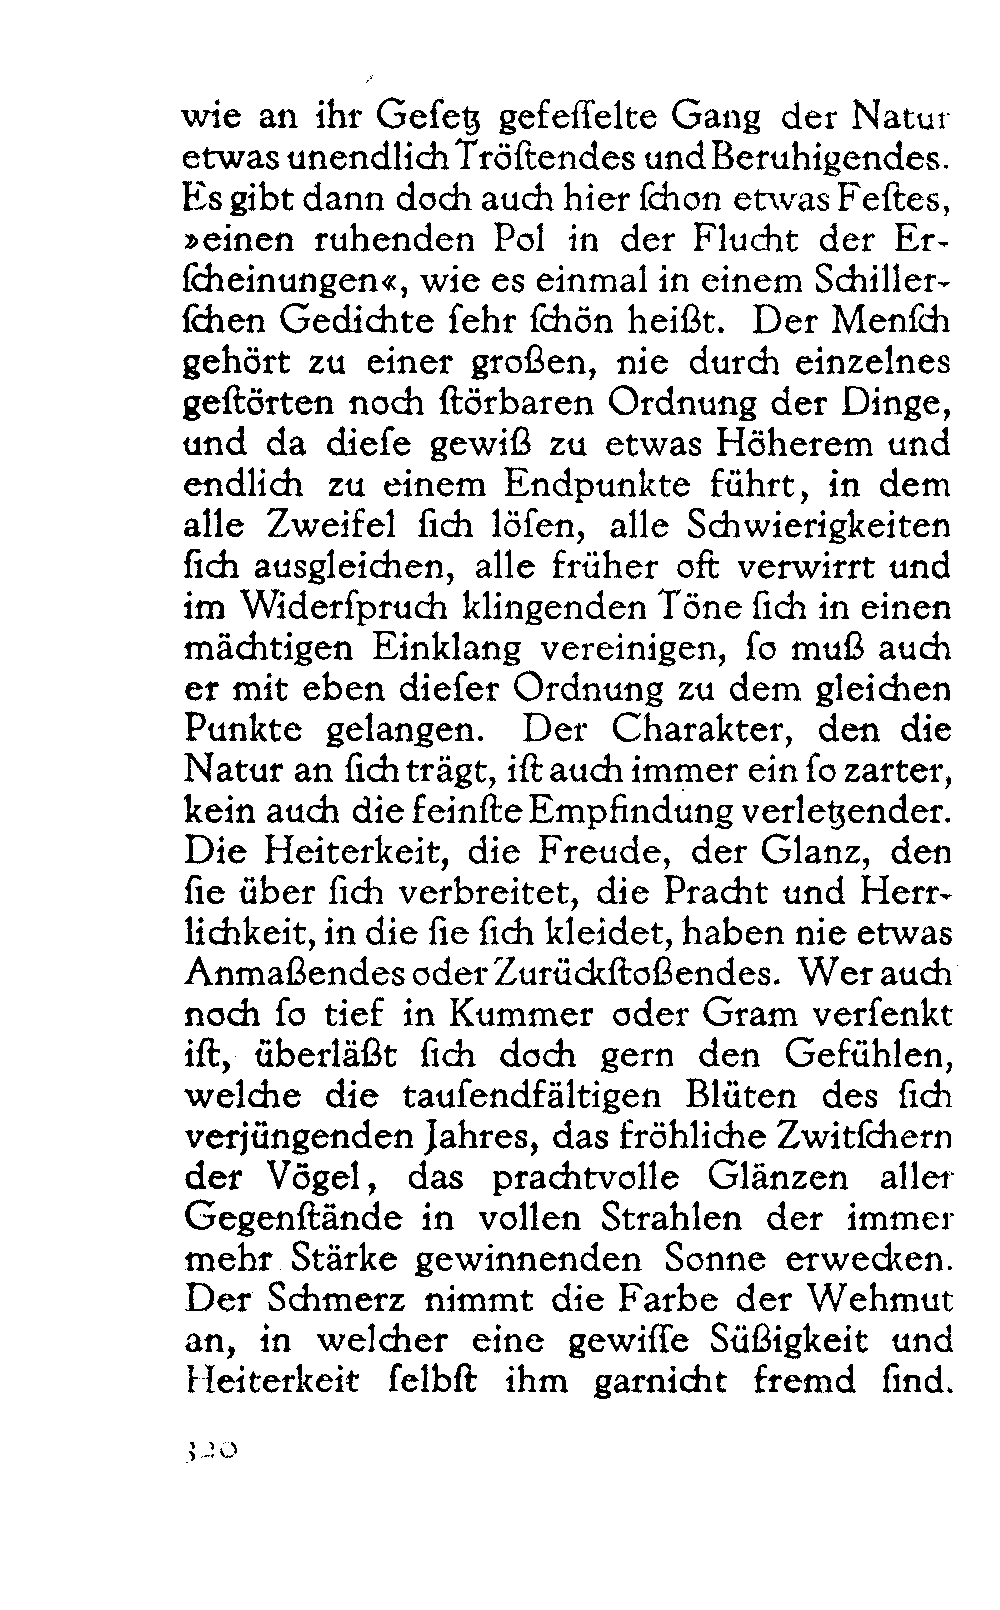 wie an ihr Geſetz gefeſſelte Gang der Natur
etwas unendlich Tröſtendes und Beruhigendes.
Es gibt dann doch auch hier ſchon etwas Feſtes,
»einen ruhenden Pol in der Flucht der Er-
ſcheinungen«, wie es einmal in einem Schiller-
ſchen Gedichte ſehr ſchön heißt. Der Menſch
gehört zu einer großen, nie durch einzelnes
geſtörten noch ſtörbaren Ordnung der Dinge,
und da dieſe gewiß zu etwas Höherem und
endlich zu einem Endpunkte führt, in dem
alle Zweifel ſich löſen, alle Schwierigkeiten
ſich ausgleichen, alle früher oft verwirrt und
im Widerſpruch klingenden Töne ſich in einen
mächtigen Einklang vereinigen, ſo muß auch
er mit eben dieſer Ordnung zu dem gleichen
Punkte gelangen. Der Charakter, den die
Natur an ſich trägt, iſt auch immer ein ſo zarter,
kein auch die feinſte Empfindung verletzender.
Die Heiterkeit, die Freude, der Glanz, den
ſie über ſich verbreitet, die Pracht und Herr-
lichkeit, in die ſie ſich kleidet, haben nie etwas
Anmaßendes oder Zurückſtoßendes. Wer auch
noch ſo tief in Kummer oder Gram verſenkt
iſt, überläßt ſich doch gern den Gefühlen,
welche die tauſendfältigen Blüten des ſich
verjüngenden Jahres, das fröhliche Zwitſchern
der Vögel, das prachtvolle Glänzen aller
Gegenſtände in vollen Strahlen der immer
mehr Stärke gewinnenden Sonne erwecken.
Der Schmerz nimmt die Farbe der Wehmut
an, in welcher eine gewiſſe Süßigkeit und
Heiterkeit ſelbſt ihm garnicht fremd ſind.
320